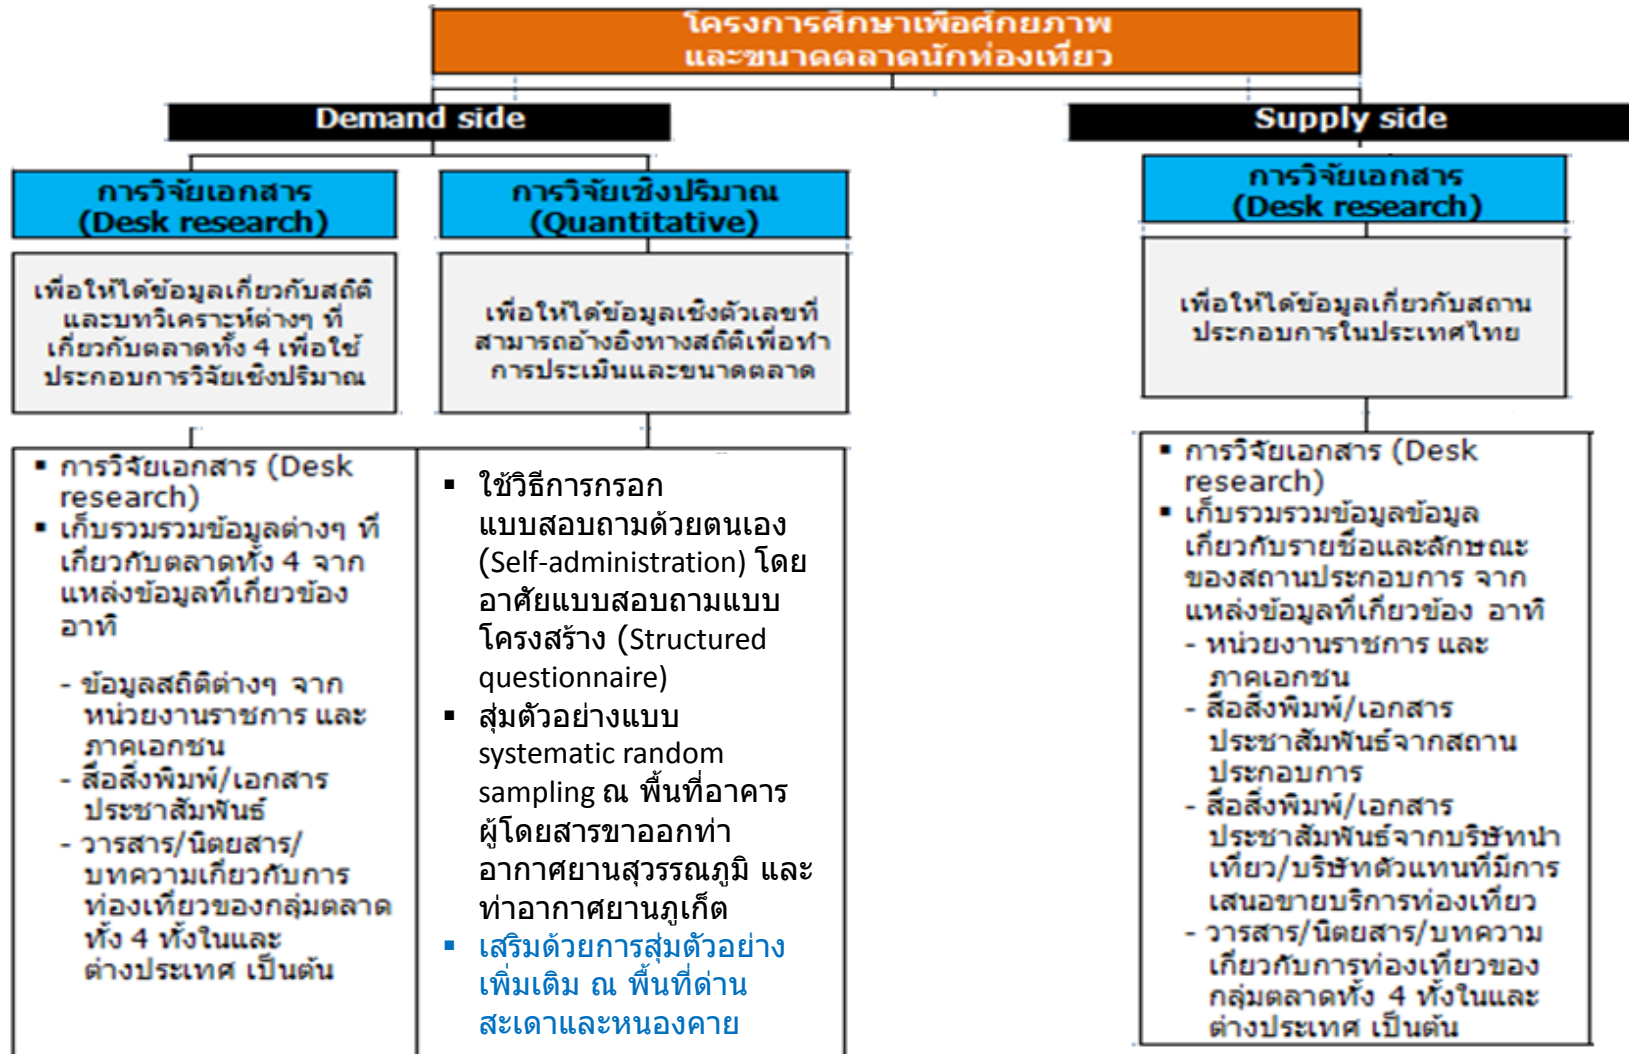 โครงการศึกษาเพื่อศักยภาพ
และขนาดตลาดนักท่องเที่ยว
Demand side
การวิจัยเอกสาร
(Desk research)
เพื่อให้ได้ข้อมูลเกี่ยวกับสถิติ
และบทวิเคราะห์ต่างๆ ที่
เกี่ยวกับตลาดทั้ง 4 เพื่อใช้
ประกอบการวิจัยเชิงปริมาณ
▪ การวิจัยเอกสาร (Desk
research)
▪ เก็บรวมรวมข้อมูลต่างๆ ที่
เกี่ยวกับตลาดทั้ง 4 จาก
แหล่งข้อมูลที่เกี่ยวข้อง
อาทิ
- ข้อมูลสถิติต่างๆ จาก
หน่วยงานราชการ และ
ภาคเอกชน
- สื่อสิ่งพิมพ์/เอกสาร
ประชาสัมพันธ์
- วารสาร/นิตยสาร/
บทความเกี่ยวกับการ
ท่องเที่ยวของกลุ่มตลาด
ทั้ง 4 ทั้งในและ
ต่างประเทศ เป็นต้น
การวิจัยเชิงปริมาณ
(Quantitative)
เพื่อให้ได้ข้อมูลเชิงตัวเลขที่
สามารถอ้างอิงทางสถิติเพื่อทำ
การประเมินและขนาดตลาด
▪ ใช้วิธีการกรอก
แบบสอบถามด้วยตนเอง
(Self-administration) โดย
อาศัยแบบสอบถามแบบ
โครงสร้าง (Structured
questionnaire)
▪ สุ่มตัวอย่างแบบ
systematic random
sampling ณ พื้นที่อาคาร
ผู้โดยสารขาออกท่า
อากาศยานสุวรรณภูมิ และ
ท่าอากาศยานภูเก็ต
▪ เสริมด้วยการสุ่มตัวอย่าง
เพิ่มเติม ณ พื้นที่ด่าน
สะเดาและหนองคาย
Supply side
การวิจัยเอกสาร
(Desk research)
เพื่อให้ได้ข้อมูลเกี่ยวกับสถาน
ประกอบการในประเทศไทย
▪ การวิจัยเอกสาร (Desk
research)
▪ เก็บรวมรวมข้อมูลข้อมูล
เกี่ยวกับรายชื่อและลักษณะ
ของสถานประกอบการ จาก
แหล่งข้อมูลที่เกี่ยวข้อง อาทิ
- หน่วยงานราชการ และ
ภาคเอกชน
- สื่อสิ่งพิมพ์/เอกสาร
ประชาสัมพันธ์จากสถาน
ประกอบการ
- สื่อสิ่งพิมพ์/เอกสาร
ประชาสัมพันธ์จากบริษัทนำ
เที่ยว/บริษัทตัวแทนที่มีการ
เสนอขายบริการท่องเที่ยว
- วารสาร/นิตยสาร/บทความ
เกี่ยวกับการท่องเที่ยวของ
กลุ่มตลาดทั้ง 4 ทั้งในและ
ต่างประเทศ เป็นต้น